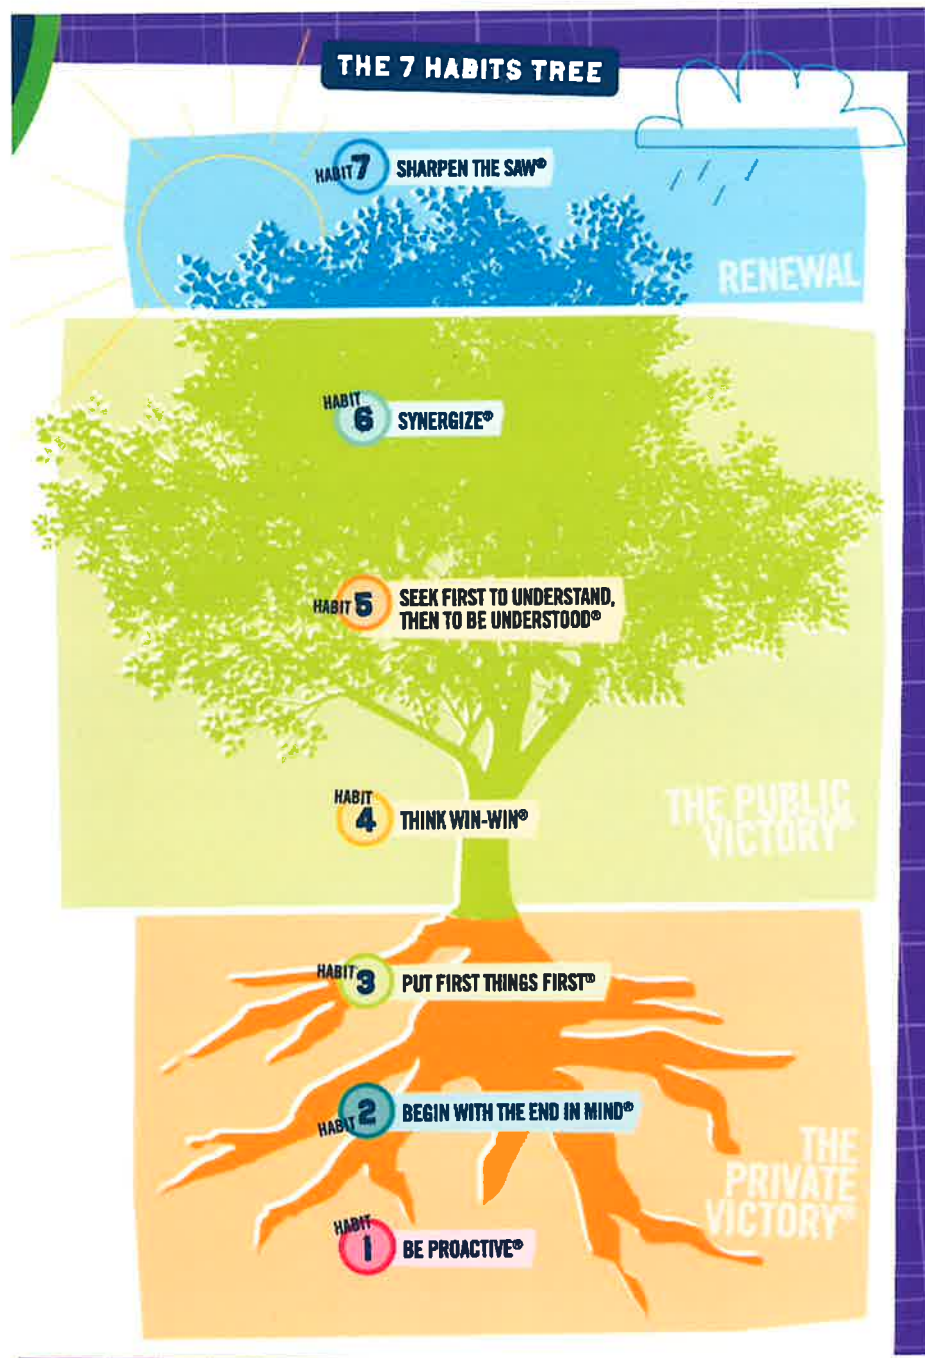 THE 7 HABITS TREE
HABIT 7 SHARPEN THE SAW®
RENEWAL
HABIT 6 SYNERGIZE®
HABIT 5 SEEK FIRST TO UNDERSTAND,
THEN TO BE UNDERSTOOD®
HABIT 4 THINK WIN-WIN®
THE PUBLIC
VICTORY®
HABIT 3 PUT FIRST THINGS FIRST®
HABIT 2 BEGIN WITH THE END IN MIND®
THE
PRIVATE
VICTORY®
HABIT 1 BE PROACTIVE®